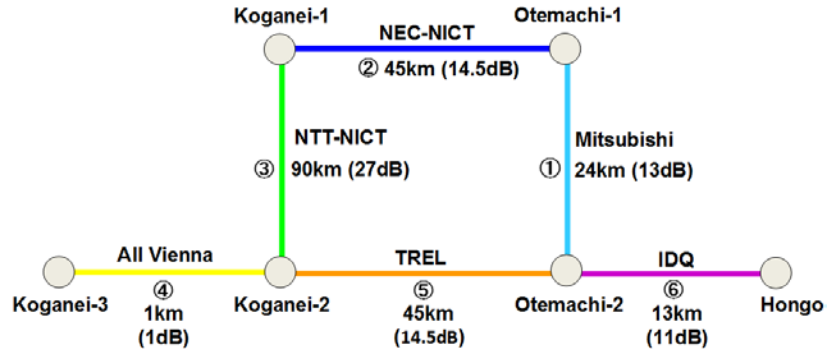 Koganei-1
Otemachi-1
NEC-NICT
② 45km (14.5dB)
NTT-NICT
③ 90km (27dB)
Mitsubishi
① 24km (13dB)
All Vienna
TREL
IDQ
④
⑤
⑥
Koganei-3
1km
(1dB)
Koganei-2
45km
(14.5dB)
Otemachi-2
13km
(11dB)
Hongo